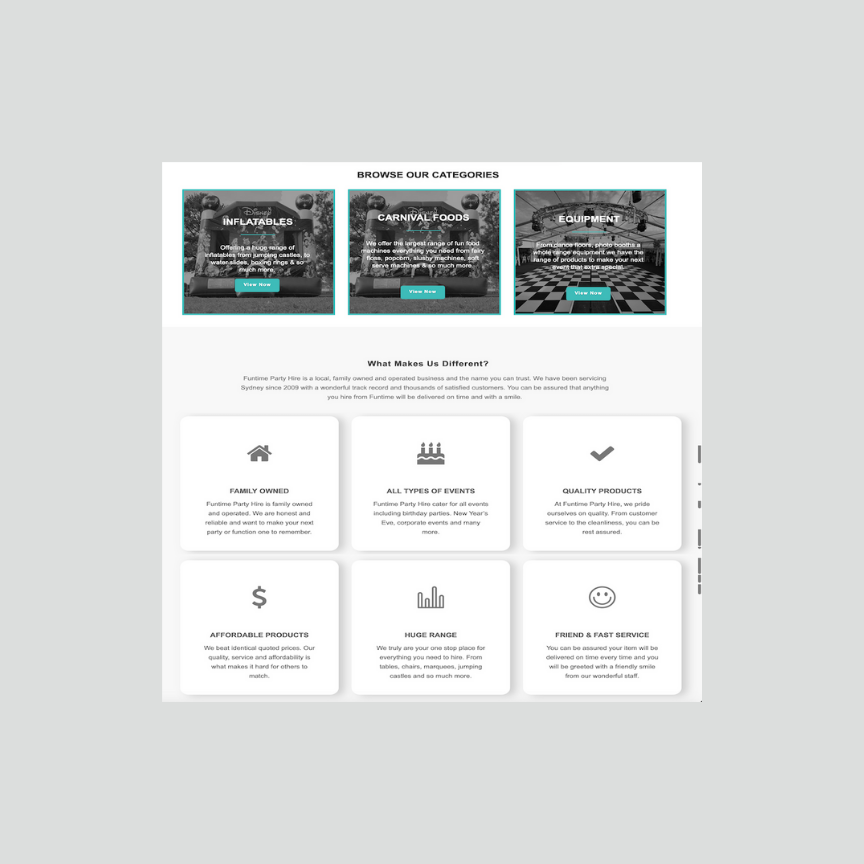 BROWSE OUR CATEGORIES
Disney
INFLATABLES
Offering a huge range of
inflatables from jumping castles, to
waterslides, boxing rings & so
much more.
View Now
Disney
CARNIVAL FOODS
We offer the largest range of fun food
machines everything you need from fairy
floss, popcorn, slushy machines, soft
serve machines & so much more.
View Now
EQUIPMENT
From dance floors, photo booths a
whole range equipment we have the
range of products to make your next
event that extra special.
View Now
What Makes Us Different?
Funtime Party Hire is a local, family owned and operated business and the name you can trust. We have been servicing
Sydney since 2009 with a wonderful track record and thousands of satisfied customers. You can be assured that anything
you hire from Funtime will be delivered on time and with a smile.
FAMILY OWNED
Funtime Party Hire is family owned
and operated. We are honest and
reliable and want to make your next
party or function one to remember.
ALL TYPES OF EVENTS
Funtime Party Hire cater for all events
including birthday parties. New Year's
Eve, corporate events and many
more.
QUALITY PRODUCTS
At Funtime Party Hire, we pride
ourselves on quality. From customer
service to the cleanliness, you can be
rest assured.
AFFORDABLE PRODUCTS
We beat identical quoted prices. Our
quality, service and affordability is
what makes it hard for others to
match.
HUGE RANGE
We truly are your one stop place for
everything you need to hire. From
tables, chairs, marquees, jumping
castles and so much more.
FRIEND & FAST SERVICE
You can be assured your item will be
delivered on time every time and you
will be greeted with a friendly smile
from our wonderful staff.